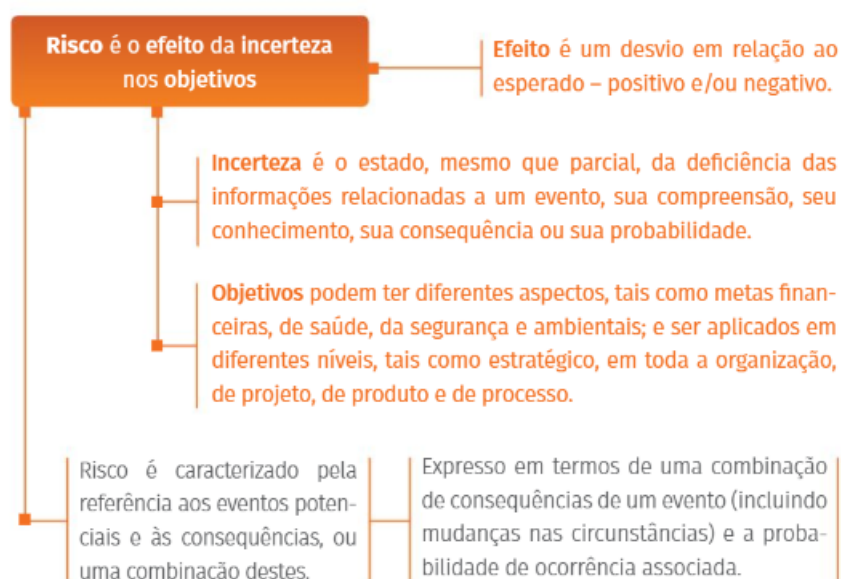 Risco é o efeito da incerteza
nos objetivos
Efeito é um desvio em relação ao
esperado – positivo e/ou negativo.
Incerteza é o estado, mesmo que parcial, da deficiência das
informações relacionadas a um evento, sua compreensão, seu
conhecimento, sua consequência ou sua probabilidade.
Objetivos podem ter diferentes aspectos, tais como metas finan-
ceiras, de saúde, da segurança e ambientais; e ser aplicados em
diferentes níveis, tais como estratégico, em toda a organização,
de projeto, de produto e de processo.
Risco é caracterizado pela
referência aos eventos poten-
ciais e às consequências, ou
uma combinação destes.
Expresso em termos de uma combinação
de consequências de um evento (incluindo
mudanças nas circunstâncias) e a proba-
bilidade de ocorrência associada.